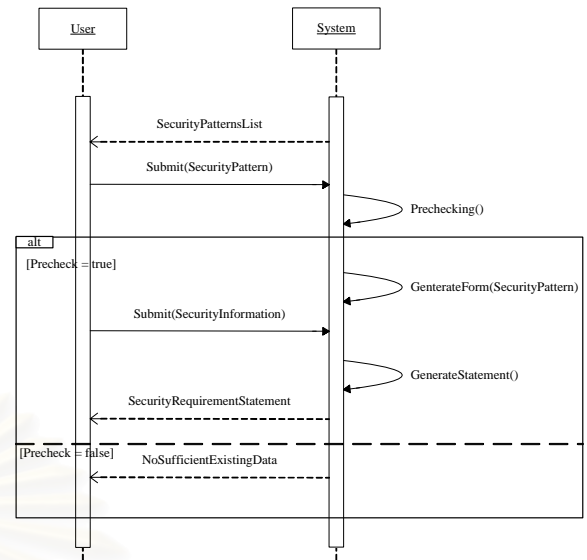 User
System
SecurityPatternsList
Submit(SecurityPattern)
Prechecking()
alt
[Precheck = true]
GenterateForm(SecurityPattern)
Submit(SecurityInformation)
GenerateStatement()
SecurityRequirementStatement
[Precheck = false]
NoSufficientExistingData